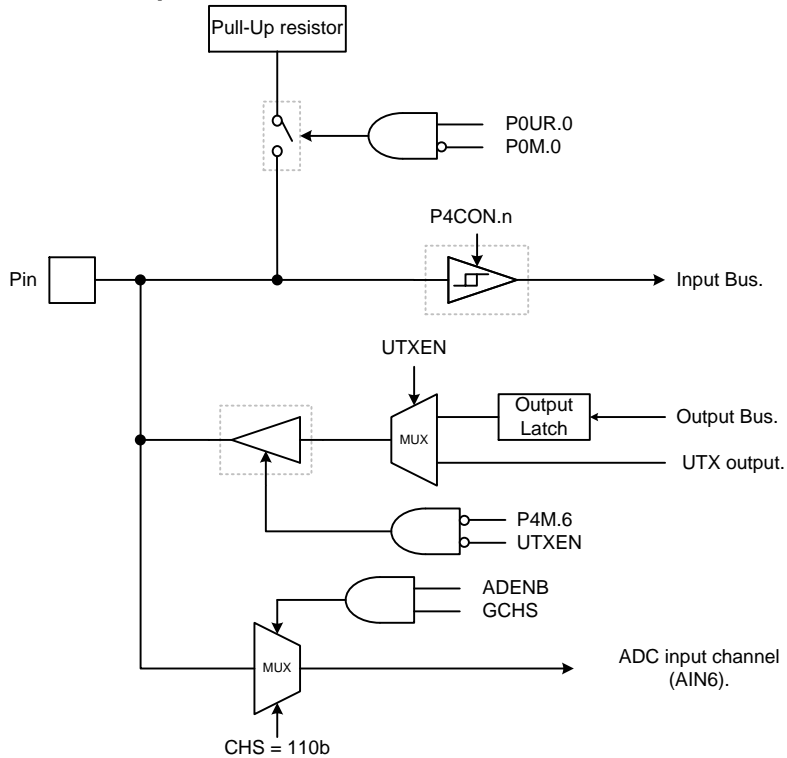 Pull-Up resistor
P0UR.0
P0M.0
P4CON.n
Pin
Input Bus.
UTXEN
Output
Latch
Output Bus.
MUX
UTX output.
P4M.6
UTXEN
ADENB
GCHS
MUX
ADC input channel
(AIN6).
CHS = 110b